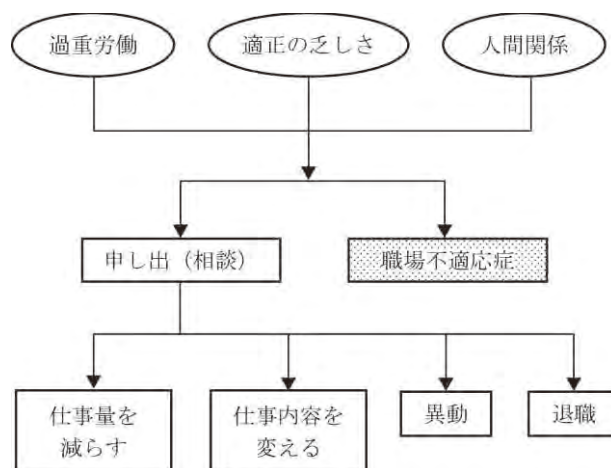 過重労働
適正の乏しさ
人間関係
申し出（相談）
職場不適応症
仕事量を
減らす
仕事内容を
変える
異動
退職